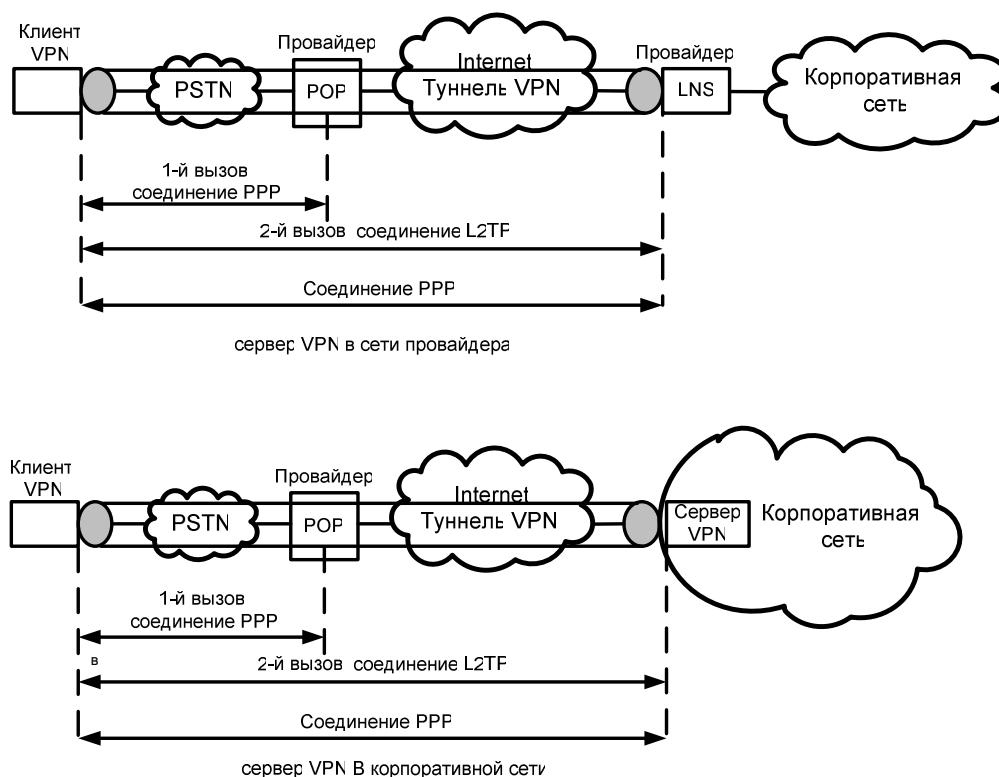 Клиент
VPN
Провайдер
Провайдер
PSTN
POP
Internet
Туннель VPN
LNS
Корпоративная
сеть
1-й вызов
соединение PPP
2-й вызов соединение L2TP
Соединение PPP
сервер VPN в сети провайдера
Клиент
VPN
Провайдер
PSTN
POP
Internet
Туннель VPN
Сервер
VPN
Корпоративная
сеть
1-й вызов
соединение PPP
в
2-й вызов соединение L2TP
Соединение PPP
сервер VPN В корпоративной сети